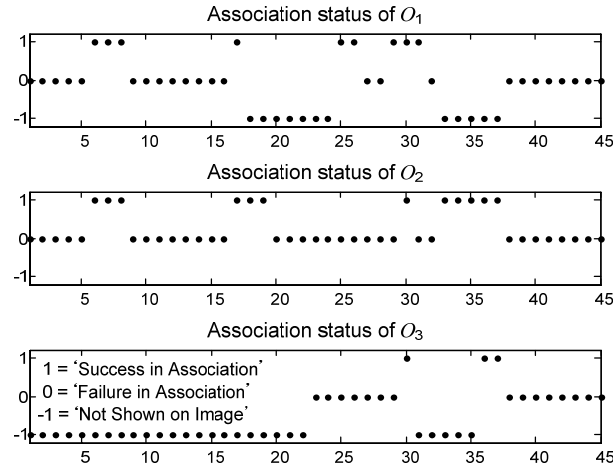 Association status of O1
1
0
-1
5 10 15 20 25 30 35 40 45
Association status of O2
1
0
-1
5 10 15 20 25 30 35 40 45
Association status of O3
1
0
-1
1 = ‘Success in Association’
0 = ‘Failure in Association’
-1 = ‘Not Shown on Image’
5 10 15 20 25 30 35 40 45